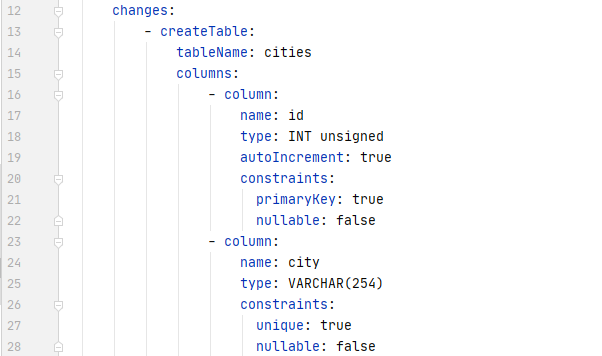 12 changes:
13 - createTable:
14 tableName: cities
15 columns:
16 - column:
17 name: id
18 type: INT unsigned
19 autoIncrement: true
20 constraints:
21 primaryKey: true
22 nullable: false
23 - column:
24 name: city
25 type: VARCHAR(254)
26 constraints:
27 unique: true
28 nullable: false